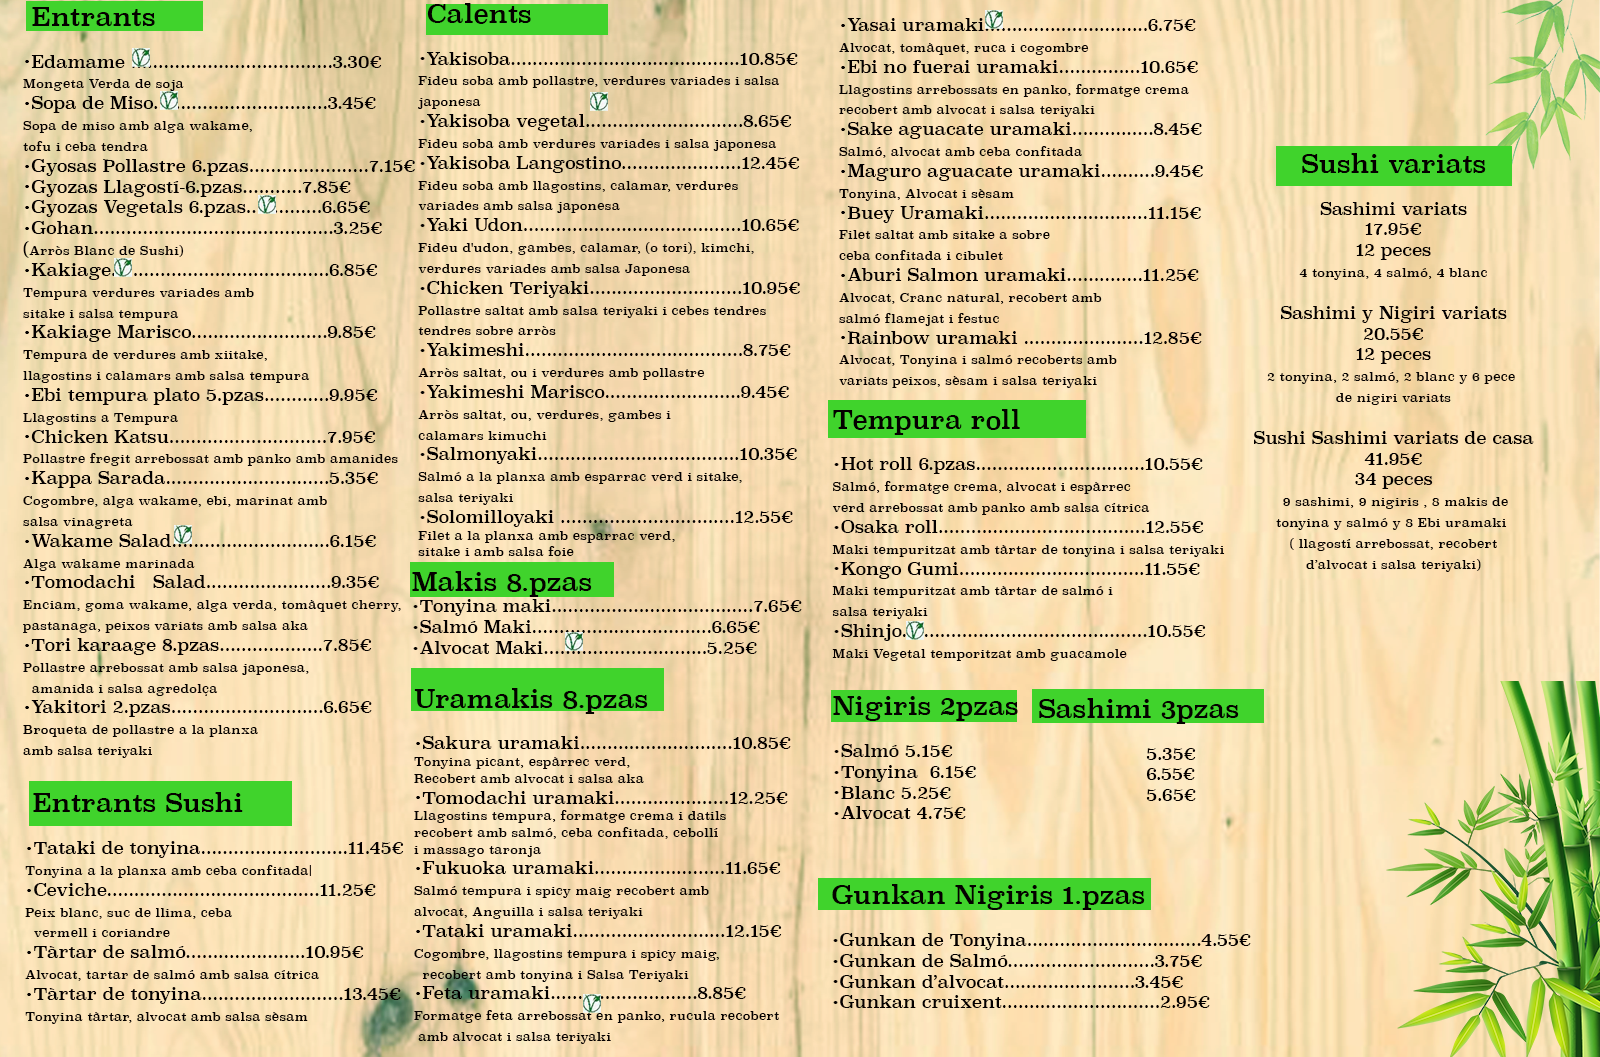 Entrants
·Edamame ..............................3.30€
Mongeta Verda de soja
·Sopa de Miso............................3.45€
Sopa de miso amb alga wakame,
tofu i ceba tendra
·Gyosas Pollastre 6.pzas.....................7.15€
·Gyozas Llagostí-6.pzas..........7.85€
·Gyozas Vegetals 6.pzas.............6.65€
·Gohan..........................................3.25€
(Arròs Blanc de Sushi)
·Kakiage..................................6.85€
Tempura verdures variades amb
sitake i salsa tempura
·Kakiage Marisco.......................9.85€
Tempura de verdures amb xiitake,
llagostins i calamars amb salsa tempura
·Ebi tempura plato 5.pzas...........9.95€
Llagostins a Tempura
·Chicken Katsu...........................7.95€
Pollastre fregit arrebossat amb panko amb amanides
·Kappa Sarada............................5.35€
Cogombre, alga wakame, ebi, marinat amb
salsa vinagreta
·Wakame Salad...........................6.15€
Alga wakame marinada
·Tomodachi Salad.....................9.35€
Enciam, goma wakame, alga verda, tomàquet cherry,
pastanaga, peixos variats amb salsa aka
·Tori karaage 8.pzas..................7.85€
Pollastre arrebossat amb salsa japonesa,
amanida i salsa agredolça
·Yakitori 2.pzas..........................6.65€
Broqueta de pollastre a la planxa
amb salsa teriyaki
Entrants Sushi
·Tataki de tonyina.........................11.45€
Tonyina a la planxa amb ceba confitada|
·Ceviche....................................11.25€
Peix blanc, suc de llima, ceba
vermell i coriandre
·Tàrtar de salmó....................10.95€
Alvocat, tartar de salmó amb salsa cítrica
·Tàrtar de tonyina........................13.45€
Tonyina tàrtar, alvocat amb salsa sèsam
Calents
·Yakisoba.......................................10.85€
Fideu soba amb pollastre, verdures variades i salsa
japonesa
·Yakisoba vegetal...........................8.65€
Fideu soba amb verdures variades i salsa japonesa
·Yakisoba Langostino....................12.45€
Fideu soba amb llagostins, calamar, verdures
variades amb salsa japonesa
·Yaki Udon.....................................10.65€
Fideu d'udon, gambes, calamar, (o tori), kimchi,
verdures variades amb salsa Japonesa
·Chicken Teriyaki..........................10.95€
Pollastre saltat amb salsa teriyaki i cebes tendres
tendres sobre arròs
·Yakimeshi.....................................8.75€
Arròs saltat, ou i verdures amb pollastre
·Yakimeshi Marisco.......................9.45€
Arròs saltat, ou, verdures, gambes i
calamars kimuchi
·Salmonyaki..................................10.35€
Salmó a la planxa amb esparrac verd i sitake,
salsa teriyaki
·Solomilloyaki .............................12.55€
Filet a la planxa amb esparrac verd,
sitake i amb salsa foie
Makis 8.pzas
·Tonyina maki..................................7.65€
·Salmó Maki..............................6.65€
·Alvocat Maki...........................5.25€
Uramakis 8.pzas
·Sakura uramaki..........................10.85€
Tonyina picant, espàrrec verd,
Recobert amb alvocat i salsa aka
·Tomodachi uramaki...................12.25€
Llagostins tempura, formatge crema i datils
recobert amb salmó, ceba confitada, cebollí
i massago taronja
·Fukuoka uramaki......................11.65€
Salmó tempura i spicy maig recobert amb
alvocat, Anguilla i salsa teriyaki
·Tataki uramaki..........................12.15€
Cogombre, llagostins tempura i spicy maig,
recobert amb tonyina i Salsa Teriyaki
·Feta uramaki.........................8.85€
Formatge feta arrebossat en panko, rucula recobert
amb alvocat i salsa teriyaki
·Yasai uramaki...........................6.75€
Alvocat, tomàquet, ruca i cogombre
·Ebi no fuerai uramaki..............10.65€
Llagostins arrebossats en panko, formatge crema
recobert amb alvocat i salsa teriyaki
·Sake aguacate uramaki..............8.45€
Salmó, alvocat amb ceba confitada
·Maguro aguacate uramaki.........9.45€
Tonyina, Alvocat i sèsam
·Buey Uramaki...........................11.15€
Filet saltat amb sitake a sobre
ceba confitada i cibulet
·Aburi Salmon uramaki.............11.25€
Alvocat, Cranc natural, recobert amb
salmó flamejat i festuc
·Rainbow uramaki ....................12.85€
Alvocat, Tonyina i salmó recoberts amb
variats peixos, sèsam i salsa teriyaki
Tempura roll
·Hot roll 6.pzas............................10.55€
Salmó, formatge crema, alvocat i espàrrec
verd arrebossat amb panko amb salsa cítrica
·Osaka roll...................................12.55€
Maki tempuritzat amb tàrtar de tonyina i salsa teriyaki
·Kongo Gumi...............................11.55€
Maki tempuritzat amb tàrtar de salmó i
salsa teriyaki
·Shinjo........................................10.55€
Maki Vegetal temporitzat amb guacamole
Nigiris 2pzas
·Salmó 5.15€
·Tonyina 6.15€
·Blanc 5.25€
·Alvocat 4.75€
Sashimi 3pzas
5.35€
6.55€
5.65€
Gunkan Nigiris 1.pzas
·Gunkan de Tonyina.............................4.55€
·Gunkan de Salmó.........................3.75€
·Gunkan d'alvocat......................3.45€
·Gunkan cruixent..........................2.95€
Sushi variats
Sashimi variats
17.95€
12 peces
4 tonyina, 4 salmó, 4 blanc
Sashimi y Nigiri variats
20.55€
12 peces
2 tonyina, 2 salmó, 2 blanc y 6 pece
de nigiri variats
Sushi Sashimi variats de casa
41.95€
34 peces
9 sashimi, 9 nigiris , 8 makis de
tonyina y salmó y 8 Ebi uramaki
( llagostí arrebossat, recobert
d'alvocat i salsa teriyaki)